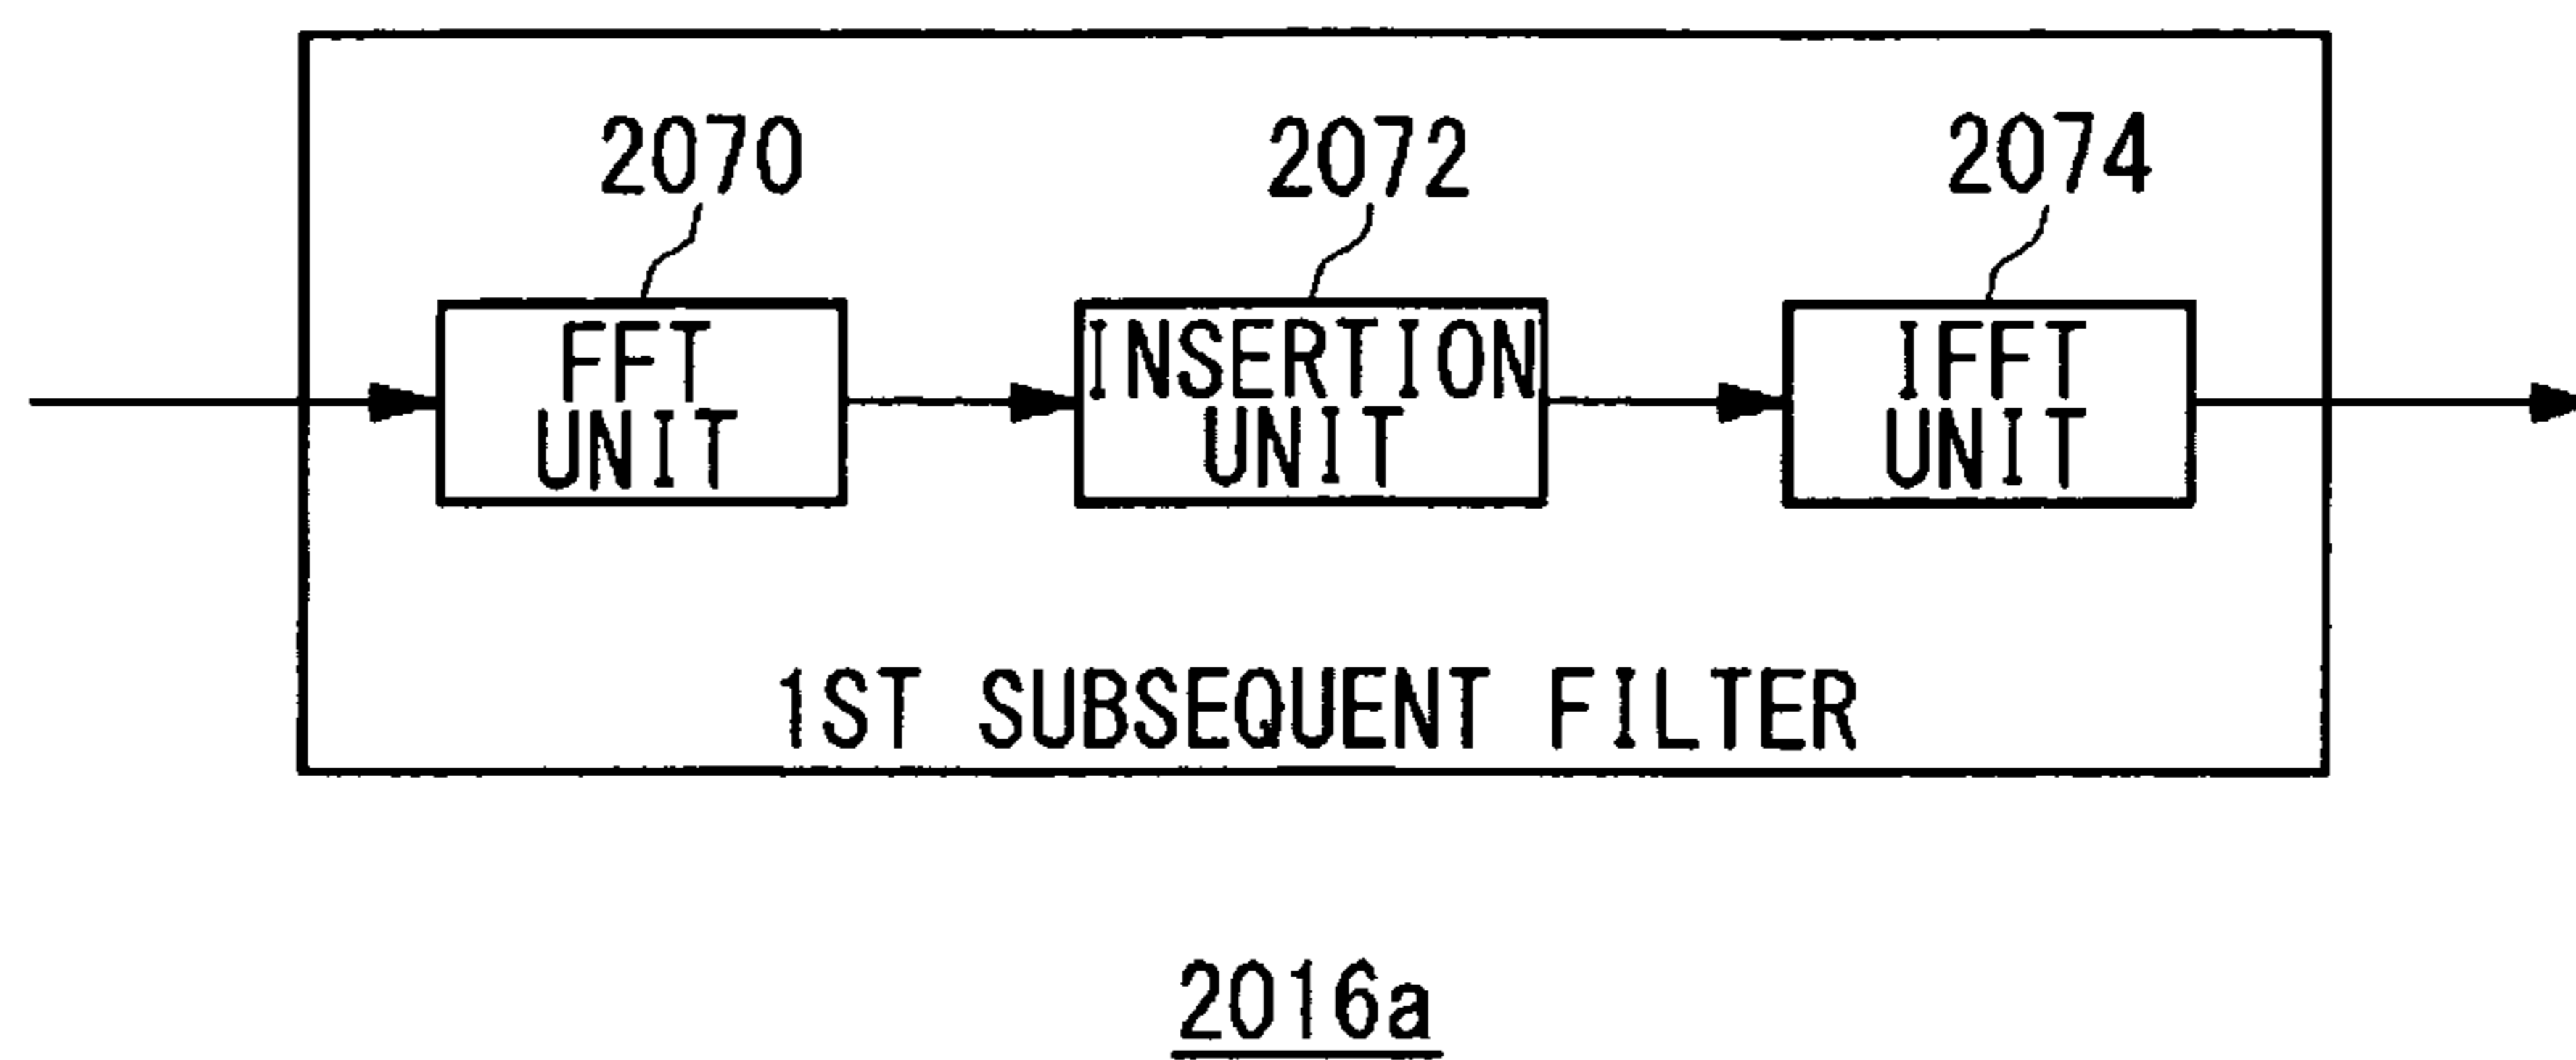 2070
2072
2074
FFT
UNIT
INSERTION
UNIT
IFFT
UNIT
1ST SUBSEQUENT FILTER
2016a